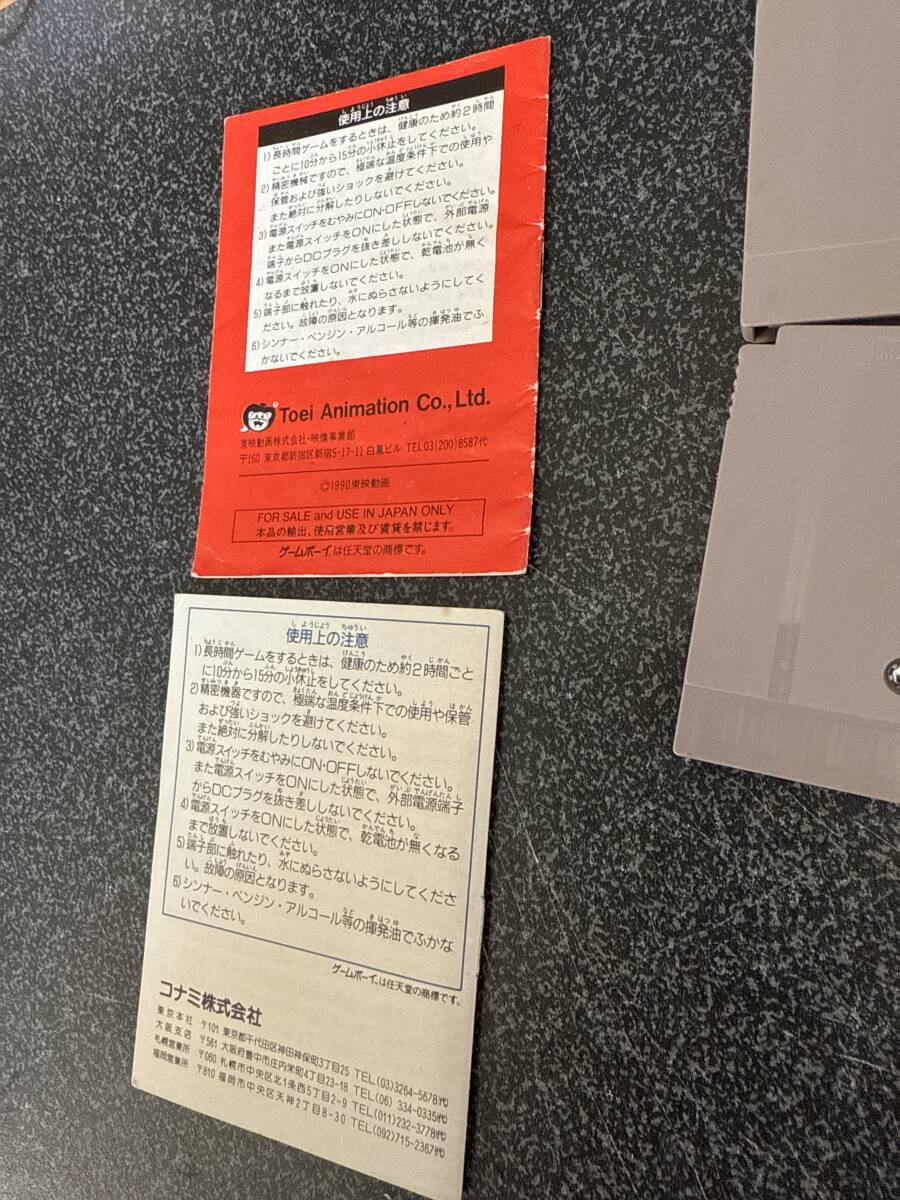 使用上の注意
1)長時間ゲームをするときは、健康のため約2時間
ごとに10分から15分の小休止をしてください。
2)精密機械ですので、極端な温度条件下での使用や
保管および強いショックを避けてください。
また絶対に分解したりしないでください。
3)電源スイッチをむやみにON・OFFしないでください。
また電源スイッチをONにした状態で、外部電源
端子からDCプラグを抜き差ししないでください。
4)電源スイッチをONにした状態で、乾電池が無く
なるまで放置しないでください。
5)端子部に触れたり、水にぬらさないようにしてく
ださい。故障の原因となります。
6)シンナー・ベンジン・アルコール等の揮発油でふ
かないでください。
Toei Animation Co., Ltd.
東映動画株式会社・映像事業部
〒160 東京都新宿区新宿5-17-11 白鳳ビル TEL03(200)8587代
©1990東映動画
FOR SALE and USE IN JAPAN ONLY
本品の輸出、使用営業及び賃貸を禁じます。
ゲームボーイ は任天堂の商標です。
使用上の注意
1)長時間ゲームをするときは、健康のため約2時間ごと
に10分から15分の小休止をしてください。
2)精密機器ですので、極端な温度条件下での使用や保管
および強いショックを避けてください。
また絶対に分解したりしないでください。
3)電源スイッチをむやみにON・OFFしないでください。
また電源スイッチをONにした状態で、外部電源端子
からDCプラグを抜き差ししないでください。
4)電源スイッチをONにした状態で、乾電池が無くなる
まで放置しないでください。
5)端子部に触れたり、水にぬらさないようにしてくださ
い。故障の原因となります。
6)シンナー・ベンジン・アルコール等の揮発油でふかな
いでください。
ゲームボーイ は任天堂の商標です。
コナミ株式会社
東京本社 〒101 東京都千代田区神田神保町3丁目25 TEL(03)3264-5678㈹
大阪支店 〒561 大阪府豊中市庄内栄町4丁目23-18 TEL(06) 334-0335㈹
札幌営業所 〒060 札幌市中央区北1条西5丁目2-9 TEL(011)232-3778㈹
福岡営業所 〒810 福岡市中央区天神2丁目8-30 TEL(092)715-2367㈹